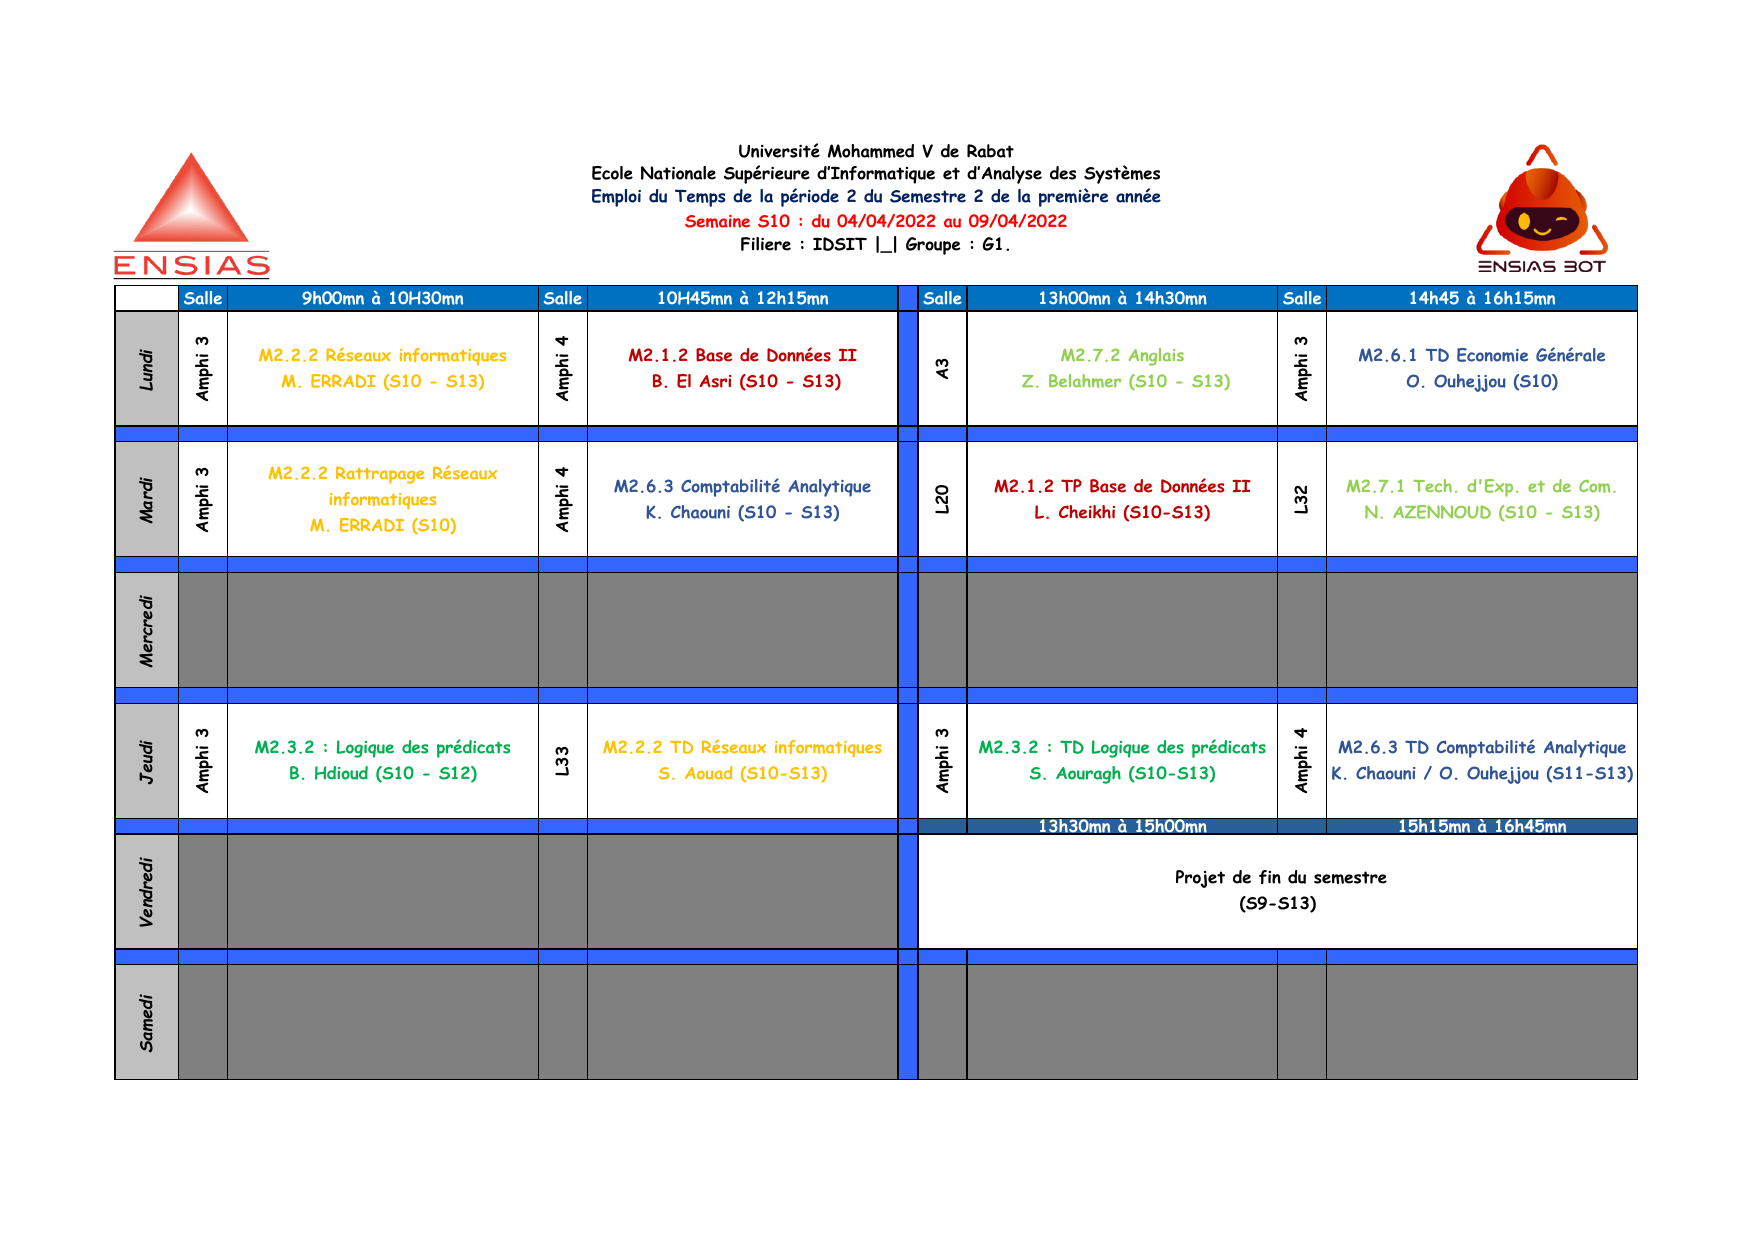 Université Mohammed V de Rabat
Ecole Nationale Supérieure d’Informatique et d’Analyse des Systèmes
Emploi du Temps de la période 2 du Semestre 2 de la première année
Semaine S10 : du 04/04/2022 au 09/04/2022
Filiere : IDSIT |_| Groupe : G1.
ENSIAS
ENSIAS BOT
Salle 9h00mn à 10H30mn Salle 10H45mn à 12h15mn Salle 13h00mn à 14h30mn Salle 14h45 à 16h15mn
Lundi
Amphi 3
M2.2.2 Réseaux informatiques
M. ERRADI (S10 - S13)
Amphi 4
M2.1.2 Base de Données II
B. El Asri (S10 - S13)
A3
M2.7.2 Anglais
Z. Belahmer (S10 - S13)
Amphi 3
M2.6.1 TD Economie Générale
O. Ouhejjou (S10)
Mardi
Amphi 3
M2.2.2 Rattrapage Réseaux
informatiques
M. ERRADI (S10)
Amphi 4
M2.6.3 Comptabilité Analytique
K. Chaouni (S10 - S13)
L20
M2.1.2 TP Base de Données II
L. Cheikhi (S10-S13)
L32
M2.7.1 Tech. d'Exp. et de Com.
N. AZENNOUD (S10 - S13)
Mercredi
Jeudi
Amphi 3
M2.3.2 : Logique des prédicats
B. Hdioud (S10 - S12)
L33
M2.2.2 TD Réseaux informatiques
S. Aouad (S10-S13)
Amphi 3
M2.3.2 : TD Logique des prédicats
S. Aouragh (S10-S13)
Amphi 4
M2.6.3 TD Comptabilité Analytique
K. Chaouni / O. Ouhejjou (S11-S13)
13h30mn à 15h00mn 15h15mn à 16h45mn
Vendredi
Projet de fin du semestre
(S9-S13)
Samedi